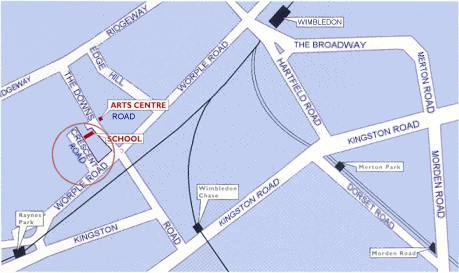 RIDGEWAY
WIMBLEDON
EDGE HILL
THE BROADWAY
RIDGEWAY
THE DOWNS
WORPLE ROAD
HARTFIELD ROAD
MERTON ROAD
ARTS CENTRE
ROAD
SCHOOL
CRESCENT ROAD
KINGSTON ROAD
Merton Park
WORPLE ROAD
MORDEN ROAD
Wimbledon
Chase
KINGSTON ROAD
DORSET ROAD
Raynes
Park
KINGSTON
ROAD
Morden Road